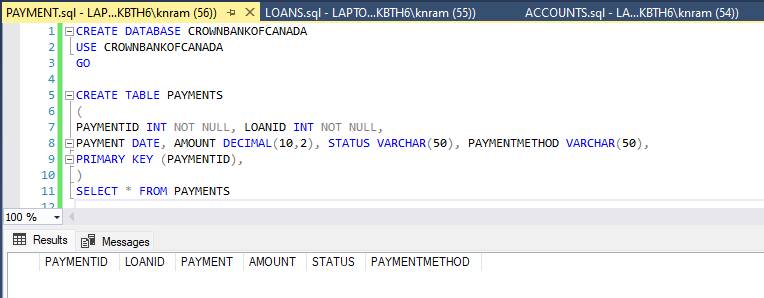 PAYMENT.sql - LAP...KBTH6\knram (56))* LOANS.sql - LAPTO...KBTH6\knram (55)) ACCOUNTS.sql - LA...KBTH6\knram (54))
1 CREATE DATABASE CROWNBANKOFCANADA
2 USE CROWNBANKOFCANADA
3 GO
4
5 CREATE TABLE PAYMENTS
6 (
7 PAYMENTID INT NOT NULL, LOANID INT NOT NULL,
8 PAYMENT DATE, AMOUNT DECIMAL(10,2), STATUS VARCHAR(50), PAYMENTMETHOD VARCHAR(50),
9 PRIMARY KEY (PAYMENTID),
10 )
11 SELECT * FROM PAYMENTS
12
100 %
Results Messages
PAYMENTID LOANID PAYMENT AMOUNT STATUS PAYMENTMETHOD